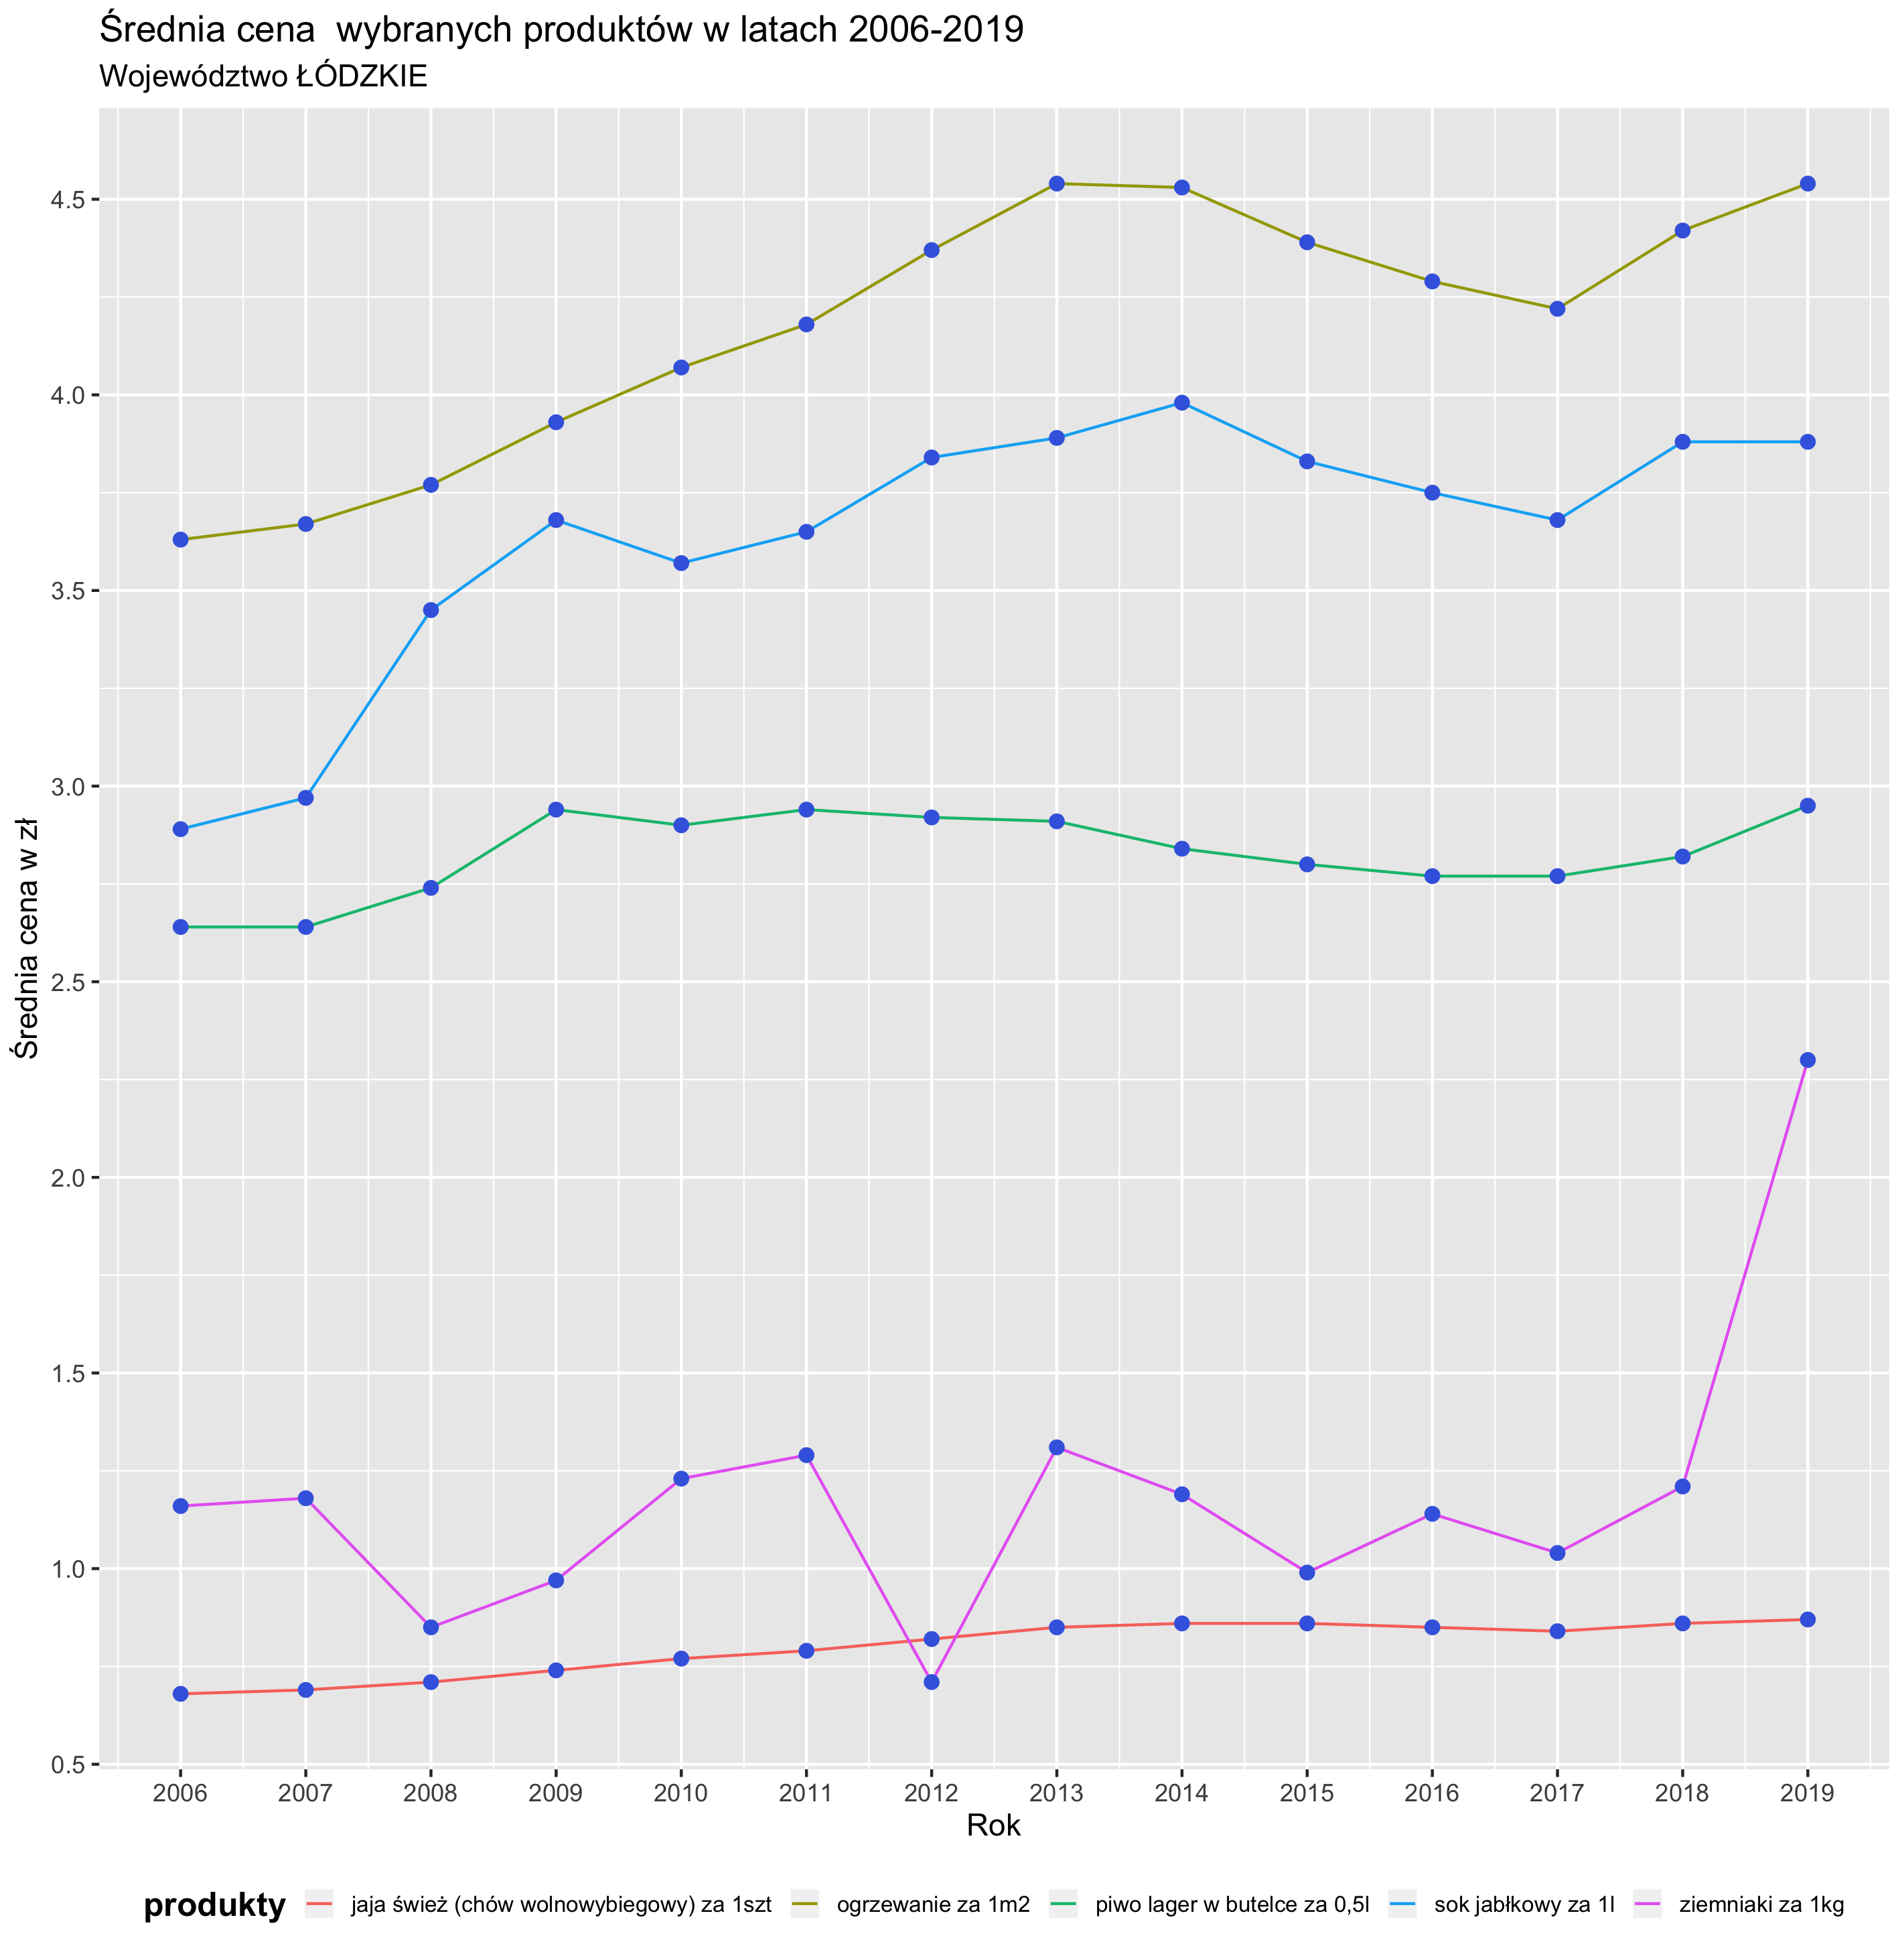 Średnia cena  wybranych produktów w latach 2006-2019
Województwo ŁÓDZKIE
Średnia cena w zł
4.5
4.0
3.5
3.0
2.5
2.0
1.5
1.0
0.5
2006 2007 2008 2009 2010 2011 2012 2013 2014 2015 2016 2017 2018 2019
Rok
produkty jaja śwież (chów wolnowybiegowy) za 1szt ogrzewanie za 1m2 piwo lager w butelce za 0,5l sok jabłkowy za 1l ziemniaki za 1kg